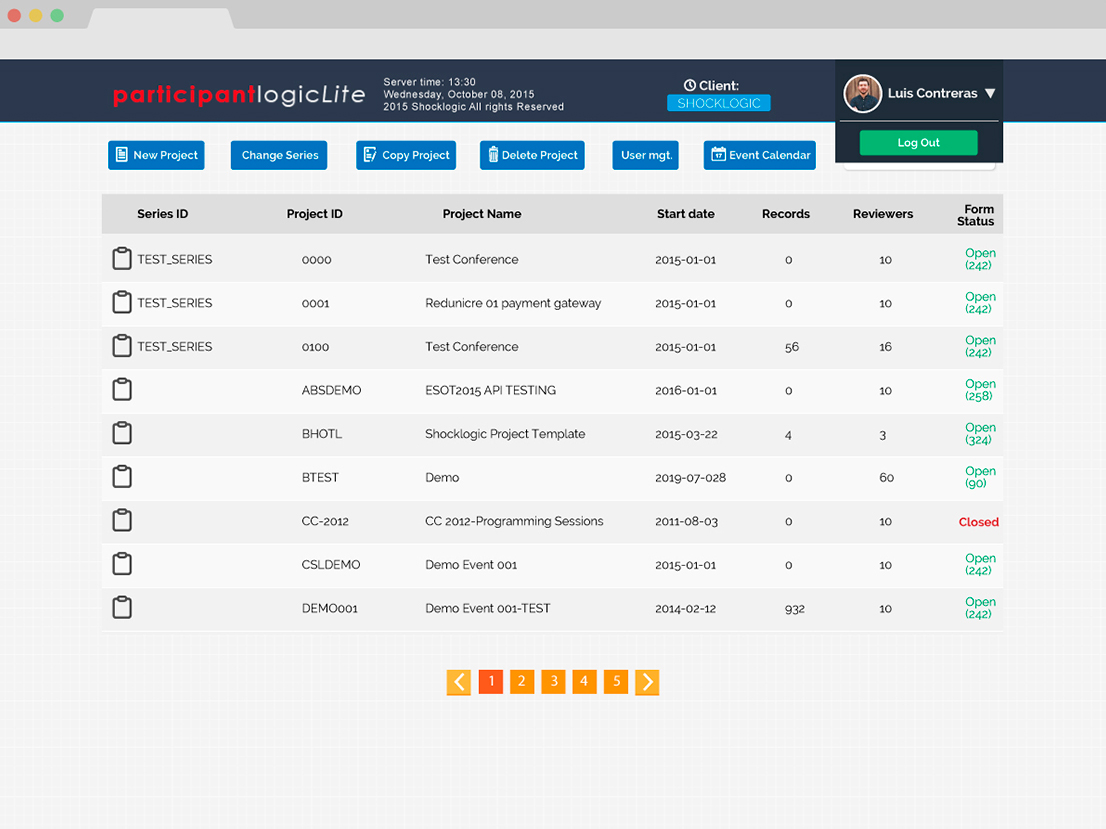 participantlogicLite
Server time: 13:30
Wednesday, October 08, 2015
2015 Shocklogic All rights Reserved
Client:
SHOCKLOGIC
Luis Contreras ▼
Log Out
New Project Change Series Copy Project Delete Project User mgt. 17 Event Calendar
Series ID Project ID Project Name Start date Records Reviewers Form Status
TEST_SERIES 0000 Test Conference 2015-01-01 0 10 Open (242)
TEST_SERIES 0001 Redunicre 01 payment gateway 2015-01-01 0 10 Open (242)
TEST_SERIES 0100 Test Conference 2015-01-01 56 16 Open (242)
ABSDEMO ESOT2015 API TESTING 2016-01-01 0 10 Open (258)
BHOTL Shocklogic Project Template 2015-03-22 4 3 Open (324)
BTEST Demo 2019-07-028 0 60 Open (90)
CC-2012 CC 2012-Programming Sessions 2011-08-03 0 10 Closed
CSLDEMO Demo Event 001 2015-01-01 0 10 Open (242)
DEMO001 Demo Event 001-TEST 2014-02-12 932 10 Open (242)
1 2 3 4 5